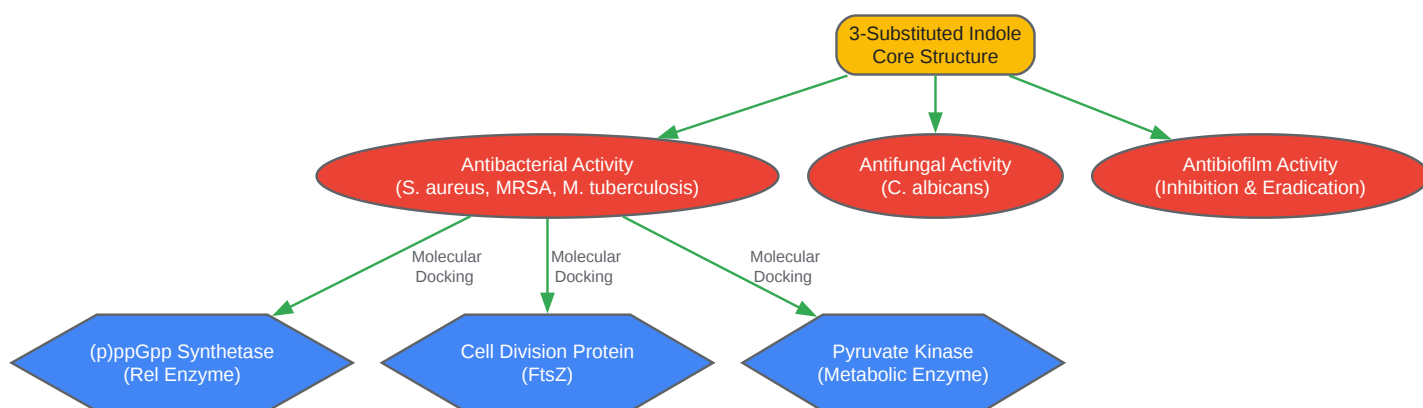 3-Substituted Indole
Core Structure
Antibacterial Activity
(S. aureus, MRSA, M. tuberculosis)
Antifungal Activity
(C. albicans)
Antibiofilm Activity
(Inhibition & Eradication)
Molecular
Docking
Molecular
Docking
Molecular
Docking
(p)ppGpp Synthetase
(Rel Enzyme)
Cell Division Protein
(FtsZ)
Pyruvate Kinase
(Metabolic Enzyme)